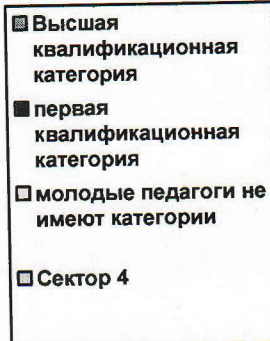 Высшая
квалификационная
категория
первая
квалификационная
категория
молодые педагоги не
имеют категории
Сектор 4